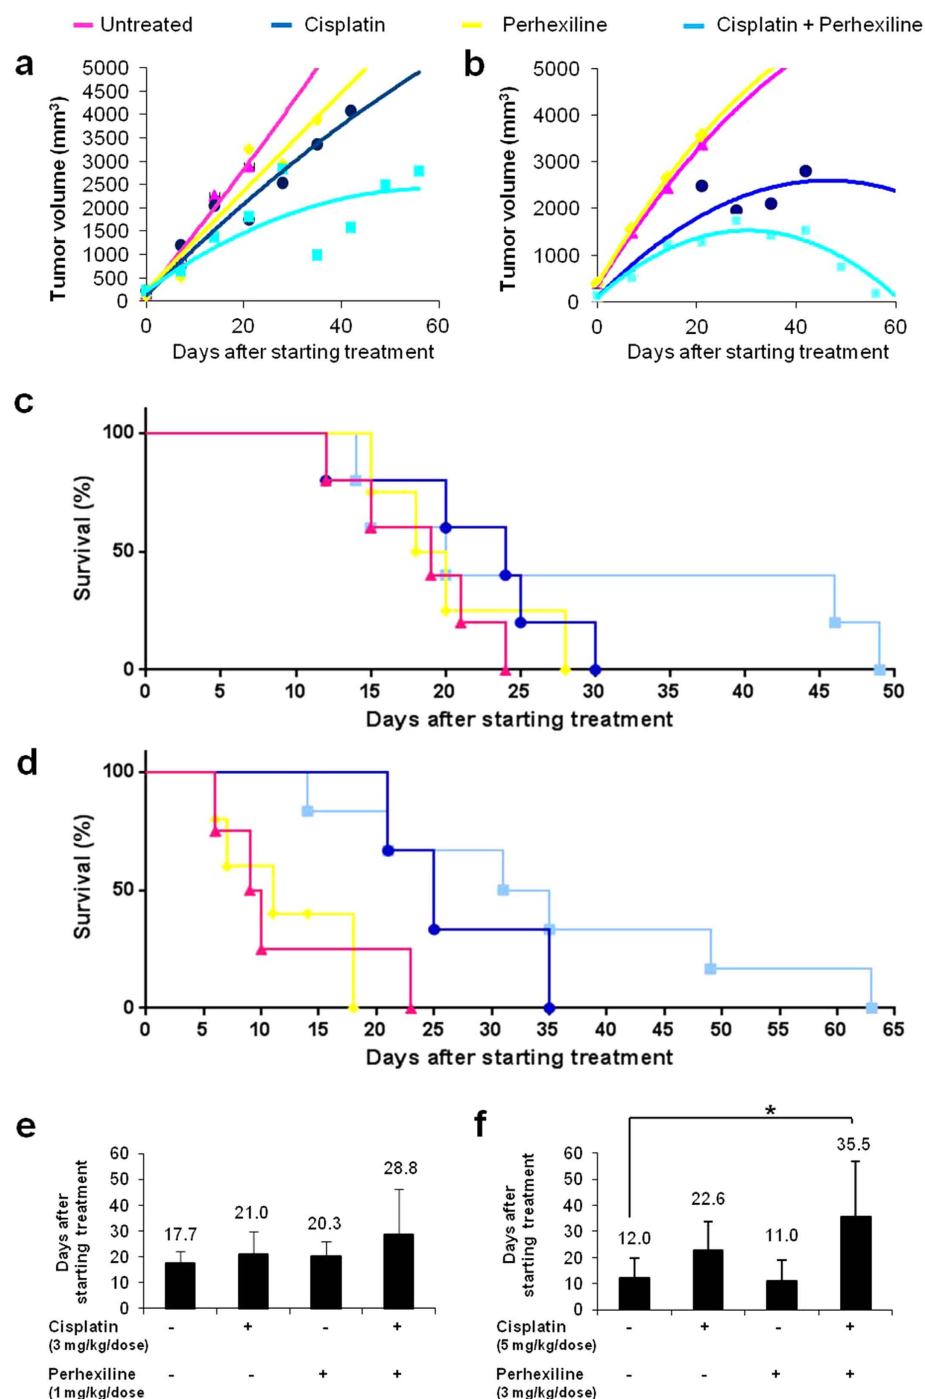 Untreated Cisplatin Perhexiline Cisplatin + Perhexiline
a
5000
4500
4000
3500
3000
2500
2000
1500
1000
500
0
Tumor volume (mm³)
0 20 40 60
Days after starting treatment
b
5000
4000
3000
2000
1000
0
Tumor volume (mm³)
0 20 40 60
Days after starting treatment
c
100
50
0
Survival (%)
0 5 10 15 20 25 30 35 40 45 50
Days after starting treatment
d
100
50
0
Survival (%)
0 5 10 15 20 25 30 35 40 45 50 55 60 65
Days after starting treatment
e
60
50
40
30
20
10
0
Days after
starting treatment
17.7 21.0 20.3 28.8
Cisplatin - + - +
(3 mg/kg/dose)
Perhexiline - - + +
(1 mg/kg/dose
f
*
60
50
40
30
20
10
0
Days after
starting treatment
12.0 22.6 11.0 35.5
Cisplatin - + - +
(5 mg/kg/dose)
Perhexiline - - + +
(3 mg/kg/dose)